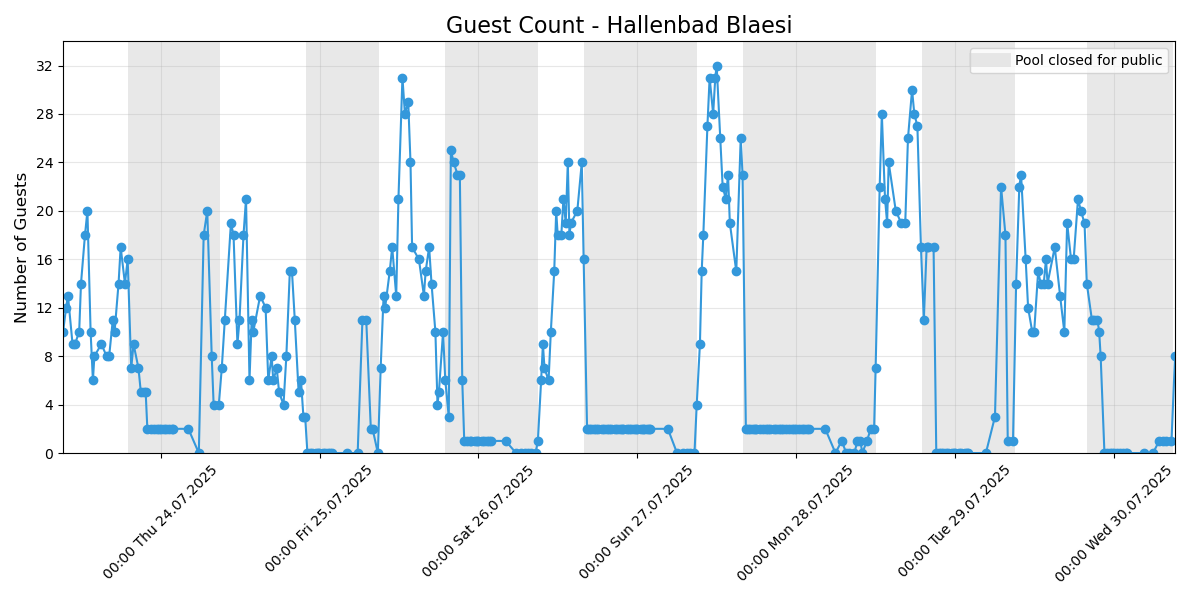 Guest Count - Hallenbad Blaesi
Pool closed for public
Number of Guests
32
28
24
20
16
12
8
4
0
00:00 Thu 24.07.2025
00:00 Fri 25.07.2025
00:00 Sat 26.07.2025
00:00 Sun 27.07.2025
00:00 Mon 28.07.2025
00:00 Tue 29.07.2025
00:00 Wed 30.07.2025